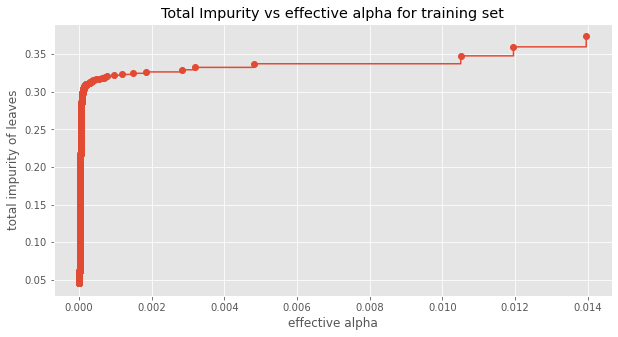 Total Impurity vs effective alpha for training set
total impurity of leaves
0.35
0.30
0.25
0.20
0.15
0.10
0.05
0.000 0.002 0.004 0.006 0.008 0.010 0.012 0.014
effective alpha